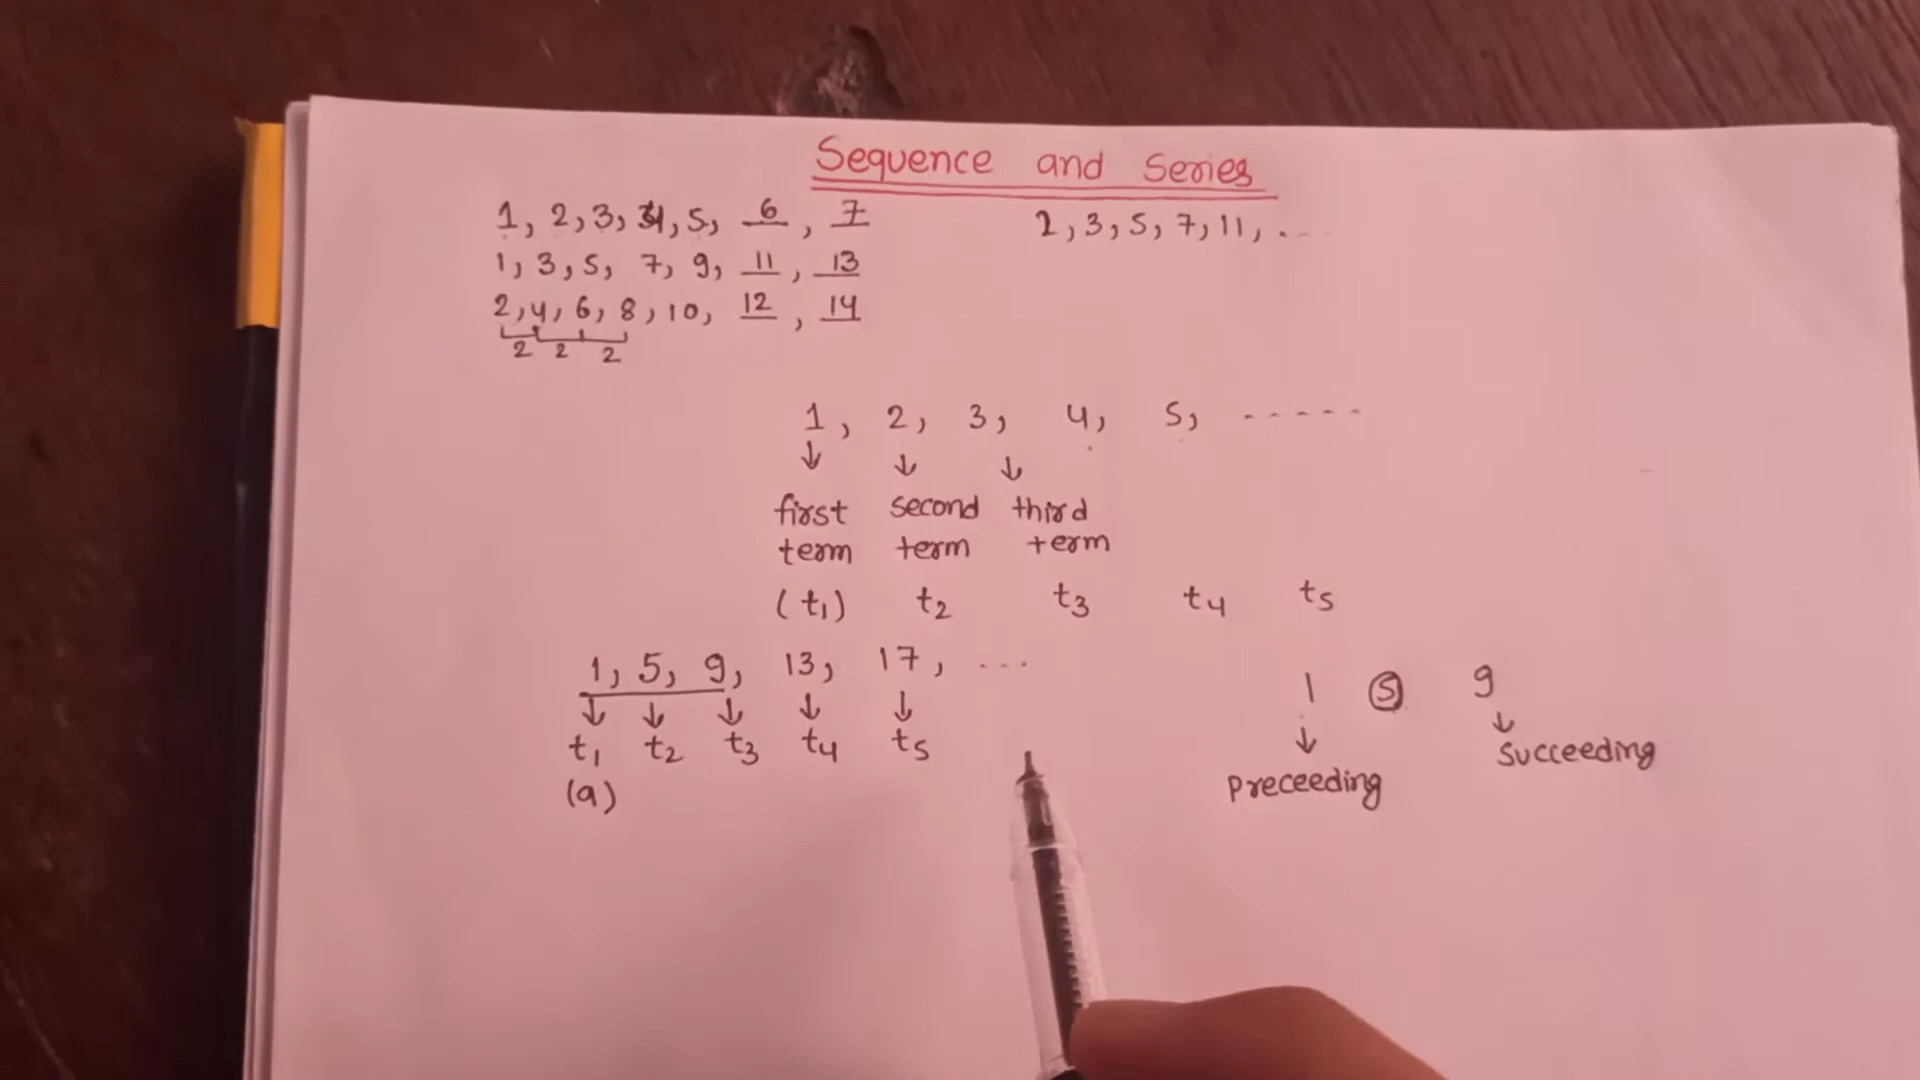 Sequence and Series
1, 2, 3, 4, 5, 6, 7
2, 3, 5, 7, 11, ....
1, 3, 5, 7, 9, 11, 13
2, 4, 6, 8, 10, 12, 14
2 2 2
1, 2, 3, 4, 5, -----
↓ ↓ ↓
first second third
term term term
(t1) t2 t3 t4 t5
1, 5, 9, 13, 17, ...
1 5 9
↓ ↓ ↓ ↓ ↓
t1 t2 t3 t4 t5
(a)
↓ ↓
Preceeding Succeeding